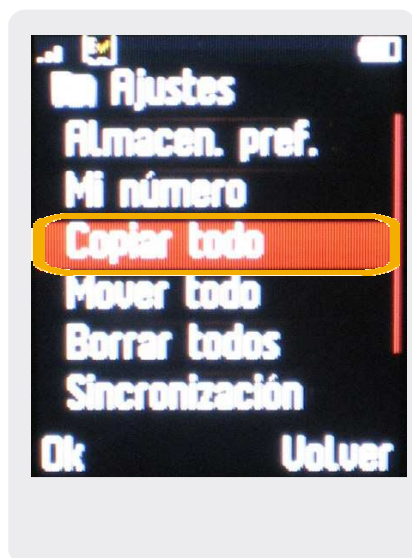 Ajustes
Almacen. pref.
Mi número
Copiar todo
Mover todo
Borrar todos
Sincronización
Ok Volver